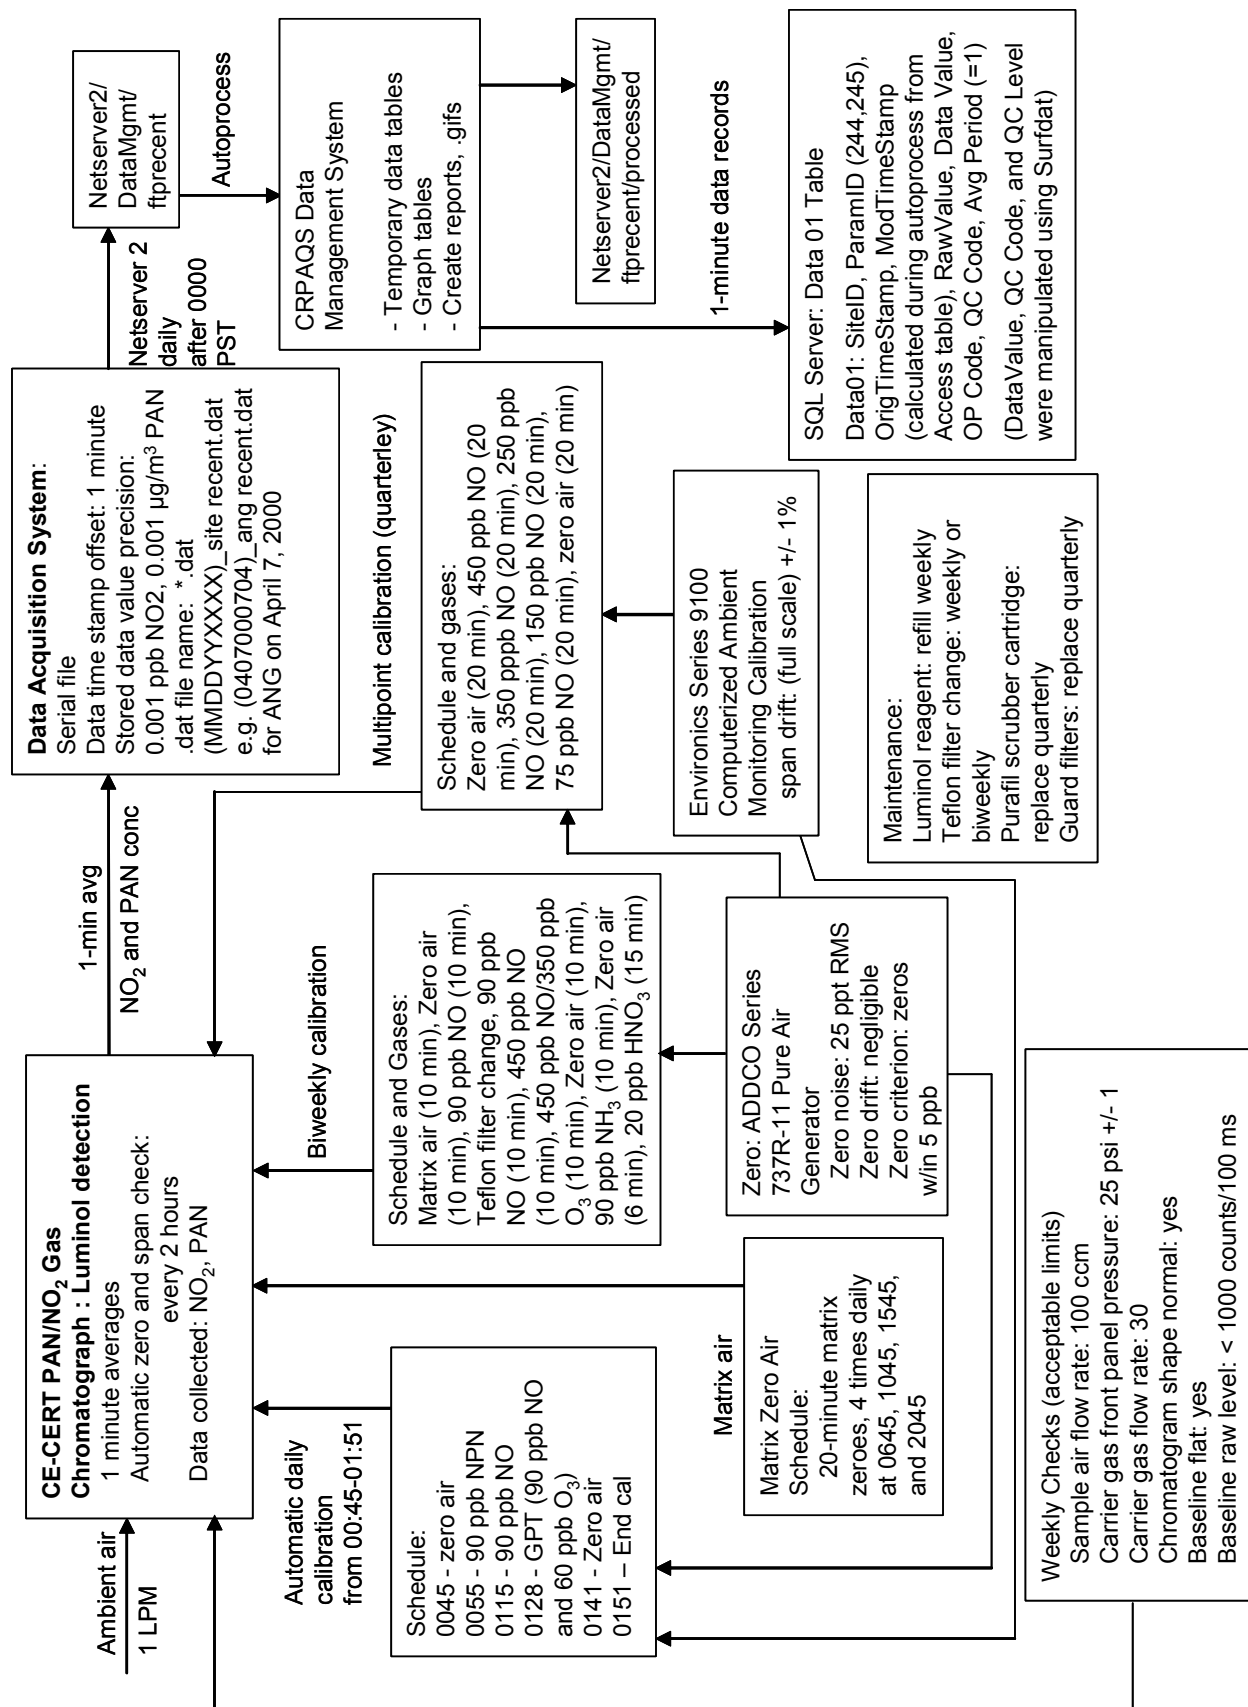 Ambient air
1 LPM
CE-CERT PAN/NO₂ Gas
Chromatograph : Luminol detection
1 minute averages
Automatic zero and span check:
every 2 hours
Data collected: NO₂, PAN
1-min avg
NO₂ and PAN conc
Data Acquisition System:
Serial file
Data time stamp offset: 1 minute
Stored data value precision:
0.001 ppb NO2, 0.001 µg/m³ PAN
.dat file name: *.dat
(MMDDYYXXXX)_site recent.dat
e.g. (0407000704)_ang recent.dat
for ANG on April 7, 2000
Netserver 2
daily
after 0000
PST
Netserver2/
DataMgmt/
ftprecent
Autoprocess
CRPAQS Data
Management System
- Temporary data tables
- Graph tables
- Create reports, .gifs
Netserver2/DataMgmt/
ftprecent/processed
1-minute data records
SQL Server: Data 01 Table
Data01: SiteID, ParamID (244,245),
OrigTimeStamp, ModTimeStamp
(calculated during autoprocess from
Access table), RawValue, Data Value,
OP Code, QC Code, Avg Period (=1)
(DataValue, QC Code, and QC Level
were manipulated using Surfdat)
Automatic daily
calibration
from 00:45-01:51
Schedule:
0045 - zero air
0055 - 90 ppb NPN
0115 - 90 ppb NO
0128 - GPT (90 ppb NO
and 60 ppb O₃)
0141 - Zero air
0151 – End cal
Matrix air
Matrix Zero Air
Schedule:
20-minute matrix
zeroes, 4 times daily
at 0645, 1045, 1545,
and 2045
Biweekly calibration
Schedule and Gases:
Matrix air (10 min), Zero air
(10 min), 90 ppb NO (10 min),
Teflon filter change, 90 ppb
NO (10 min), 450 ppb NO
(10 min), 450 ppb NO/350 ppb
O₃ (10 min), Zero air (10 min),
90 ppb NH₃ (10 min), Zero air
(6 min), 20 ppb HNO₃ (15 min)
Multipoint calibration (quarterley)
Schedule and gases:
Zero air (20 min), 450 ppb NO (20
min), 350 pppb NO (20 min), 250 ppb
NO (20 min), 150 ppb NO (20 min),
75 ppb NO (20 min), zero air (20 min)
Zero: ADDCO Series
737R-11 Pure Air
Generator
Zero noise: 25 ppt RMS
Zero drift: negligible
Zero criterion: zeros
w/in 5 ppb
Environics Series 9100
Computerized Ambient
Monitoring Calibration
span drift: (full scale) +/- 1%
Maintenance:
Luminol reagent: refill weekly
Teflon filter change: weekly or
biweekly
Purafil scrubber cartridge:
replace quarterly
Guard filters: replace quarterly
Weekly Checks (acceptable limits)
Sample air flow rate: 100 ccm
Carrier gas front panel pressure: 25 psi +/- 1
Carrier gas flow rate: 30
Chromatogram shape normal: yes
Baseline flat: yes
Baseline raw level: < 1000 counts/100 ms